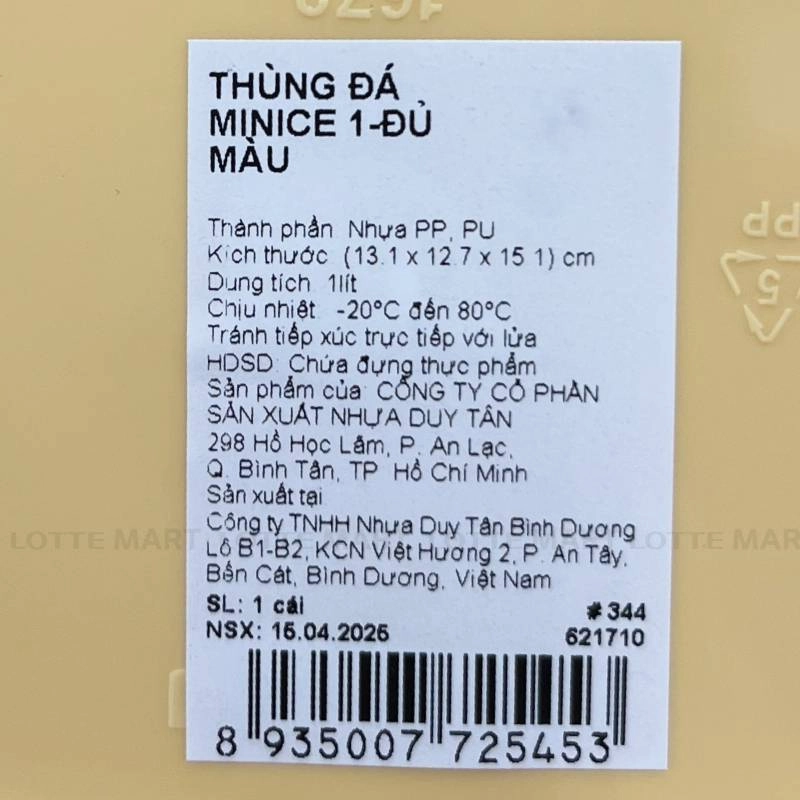 THÙNG ĐÁ
MINICE 1-ĐỦ
MÀU
Thành phần Nhựa PP, PU
Kích thước (13.1 x 12.7 x 15.1) cm
Dung tích 1lít
Chịu nhiệt -20°C đến 80°C
Tránh tiếp xúc trực tiếp với lửa
HDSD: Chứa đựng thực phẩm
Sản phẩm của: CÔNG TY CỔ PHẦN
SẢN XUẤT NHỰA DUY TÂN
298 Hồ Học Lãm, P. An Lạc,
Q. Bình Tân, TP Hồ Chí Minh
Sản xuất tại
Công ty TNHH Nhựa Duy Tân Bình Dương
Lô B1-B2, KCN Việt Hương 2, P. An Tây,
Bến Cát, Bình Dương, Việt Nam
SL: 1 cái #344
NSX: 15.04.2025 621710
8 935007 725453
PP
5
LOTTE MART LOTTE MART LOTTE MART